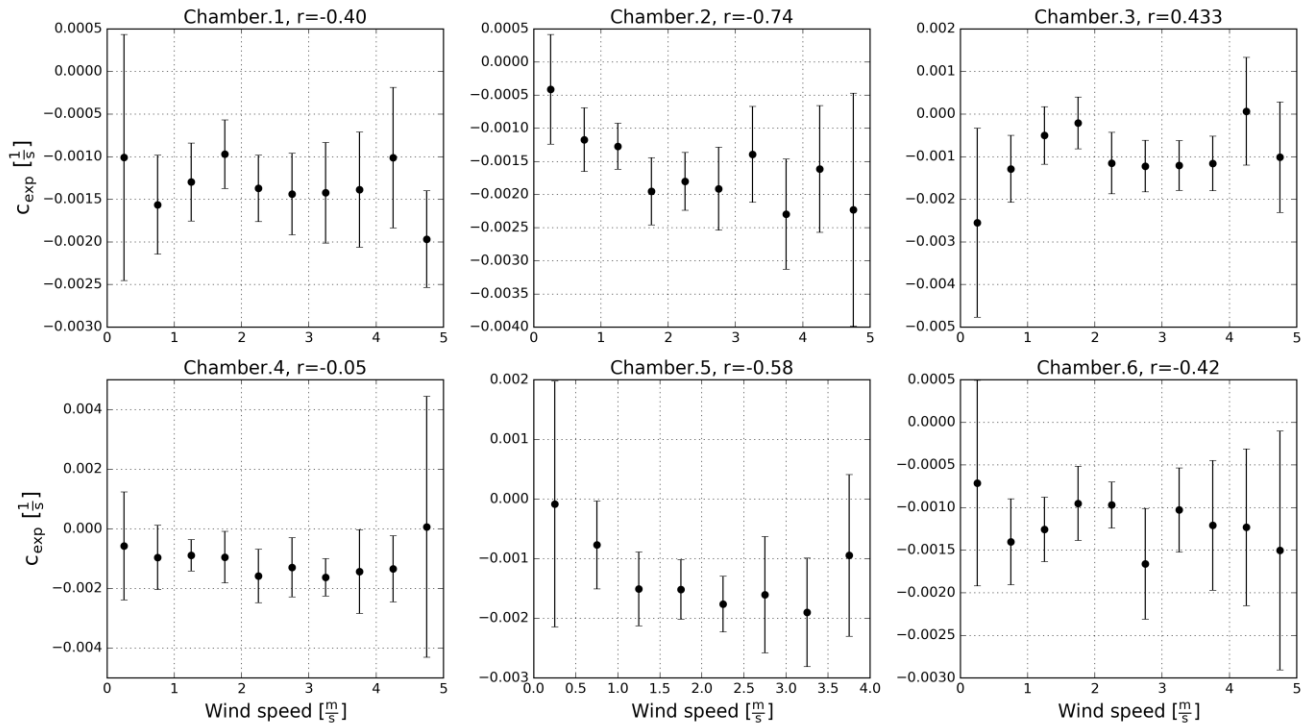 Chamber.1, r=-0.40
0.0005
0.0000
−0.0005
−0.0010
−0.0015
−0.0020
−0.0025
−0.0030
c_exp [1/s]
0 1 2 3 4 5
Chamber.2, r=-0.74
0.0005
0.0000
−0.0005
−0.0010
−0.0015
−0.0020
−0.0025
−0.0030
−0.0035
−0.0040
0 1 2 3 4 5
Chamber.3, r=0.433
0.002
0.001
0.000
−0.001
−0.002
−0.003
−0.004
−0.005
0 1 2 3 4 5
Chamber.4, r=-0.05
0.004
0.002
0.000
−0.002
−0.004
c_exp [1/s]
0 1 2 3 4 5
Wind speed [m/s]
Chamber.5, r=-0.58
0.002
0.001
0.000
−0.001
−0.002
−0.003
0.0 0.5 1.0 1.5 2.0 2.5 3.0 3.5 4.0
Wind speed [m/s]
Chamber.6, r=-0.42
0.0005
0.0000
−0.0005
−0.0010
−0.0015
−0.0020
−0.0025
−0.0030
0 1 2 3 4 5
Wind speed [m/s]